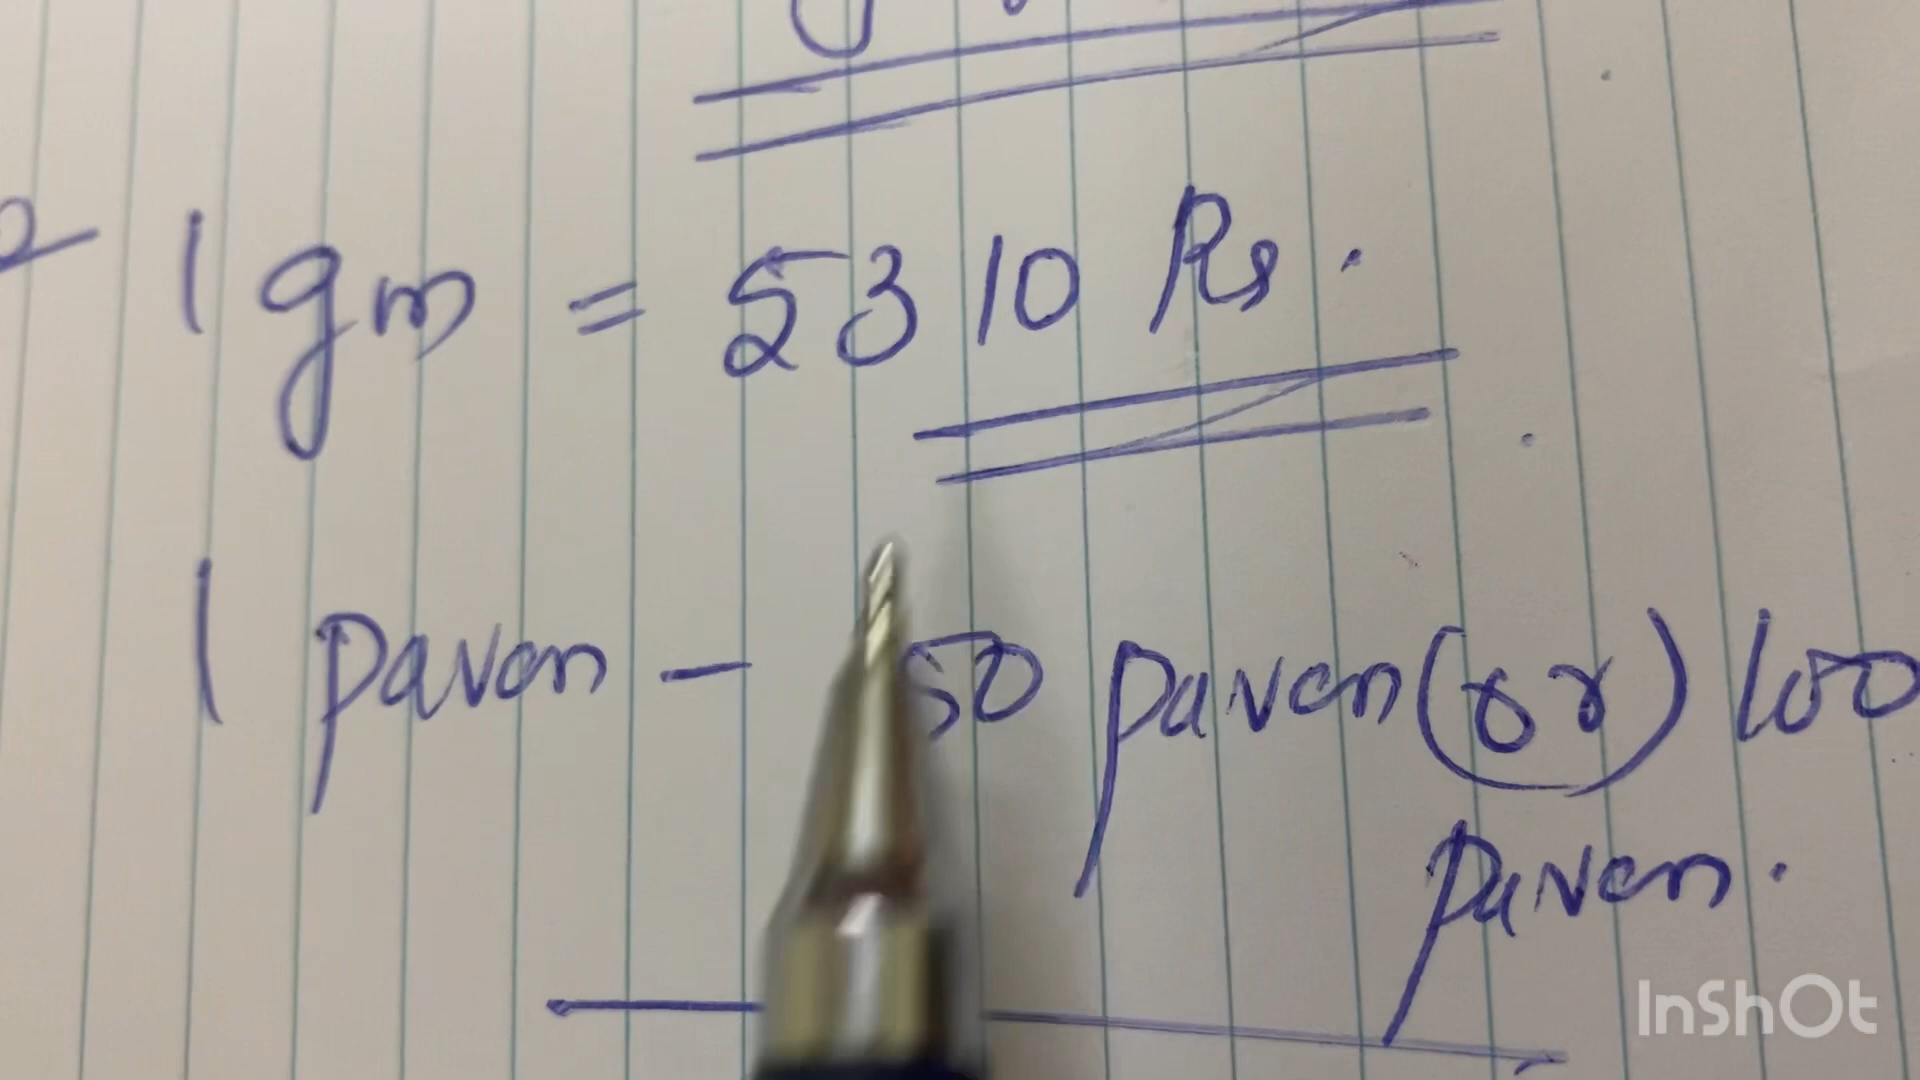 1 gm = 5310 Rs.
1 pavan - 50 pavan (or) 100
pavan.
InShOt